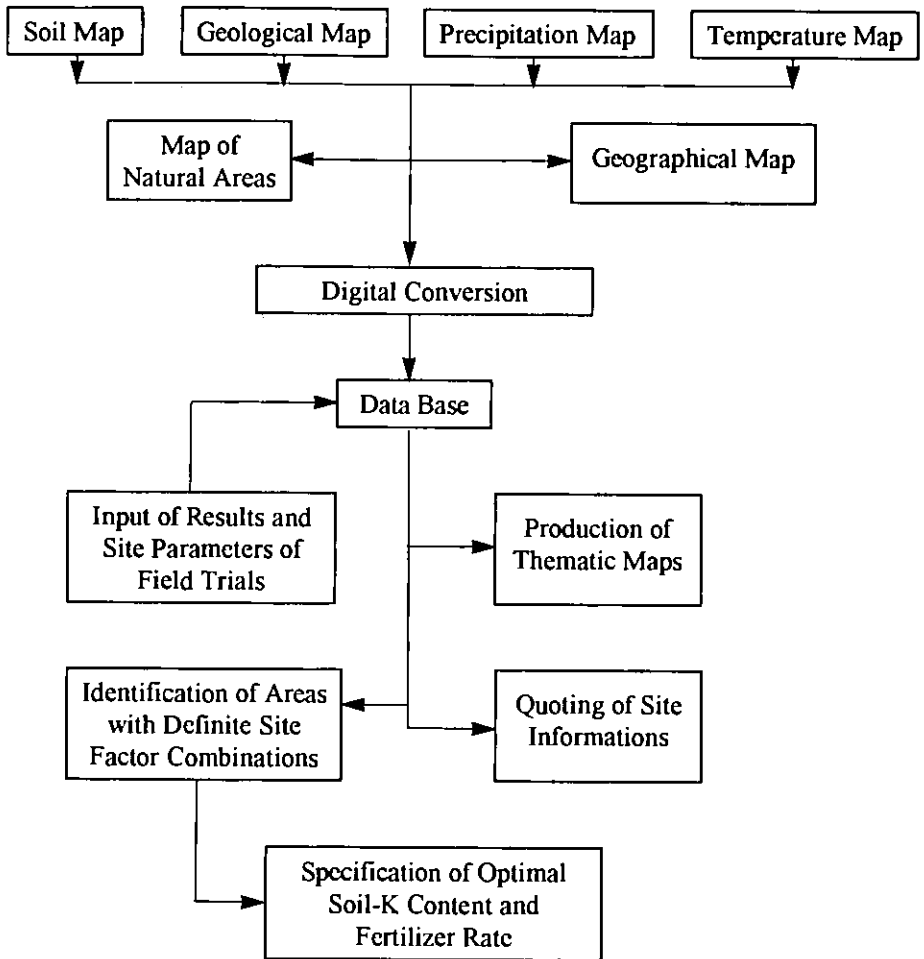 Soil Map
Geological Map
Precipitation Map
Temperature Map
Map of
Natural Areas
Geographical Map
Digital Conversion
Data Base
Input of Results and
Site Parameters of
Field Trials
Production of
Thematic Maps
Identification of Areas
with Definite Site
Factor Combinations
Quoting of Site
Informations
Specification of Optimal
Soil-K Content and
Fertilizer Rate